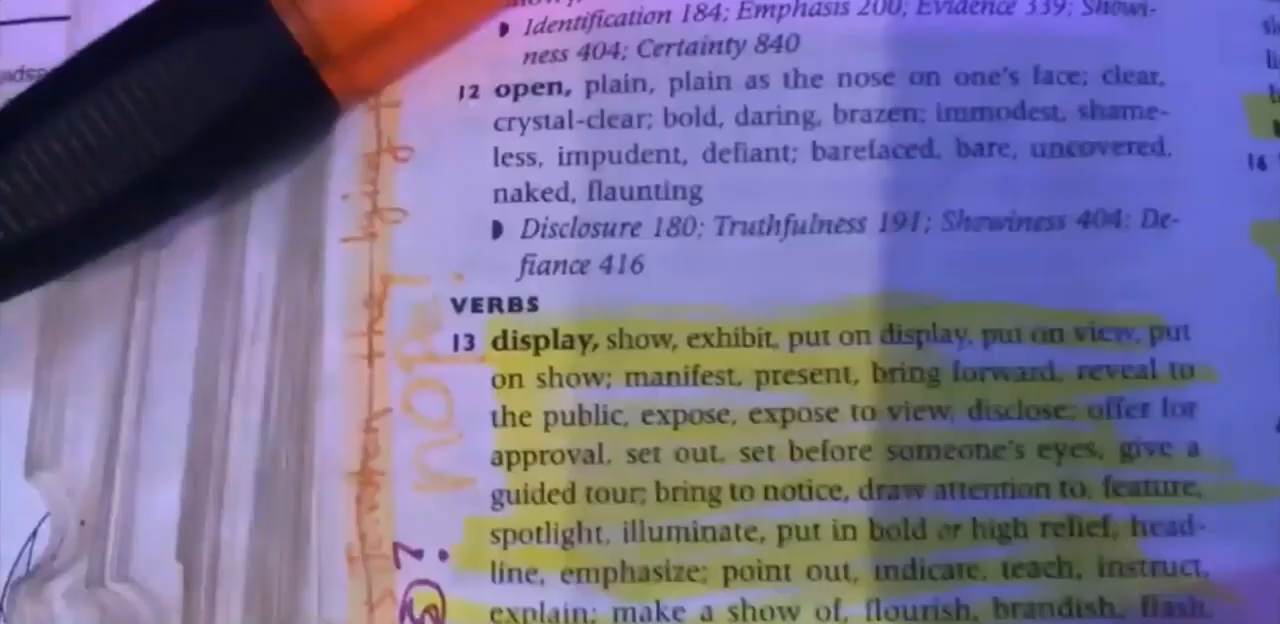 ◗ Identification 184; Emphasis 200; Evidence 339; Showi-
ness 404; Certainty 840
12 open, plain, plain as the nose on one's face; clear,
crystal-clear; bold, daring, brazen; immodest, shame-
less, impudent, defiant; barefaced, bare, uncovered,
naked, flaunting
◗ Disclosure 180; Truthfulness 191; Showiness 404; De-
fiance 416
VERBS
13 display, show, exhibit, put on display, put on view, put
on show; manifest, present, bring forward, reveal to
the public, expose, expose to view, disclose; offer for
approval, set out, set before someone's eyes, give a
guided tour; bring to notice, draw attention to, feature,
spotlight, illuminate, put in bold or high relief, head-
line, emphasize; point out, indicate, teach, instruct,
explain; make a show of, flourish, brandish, flash,
16